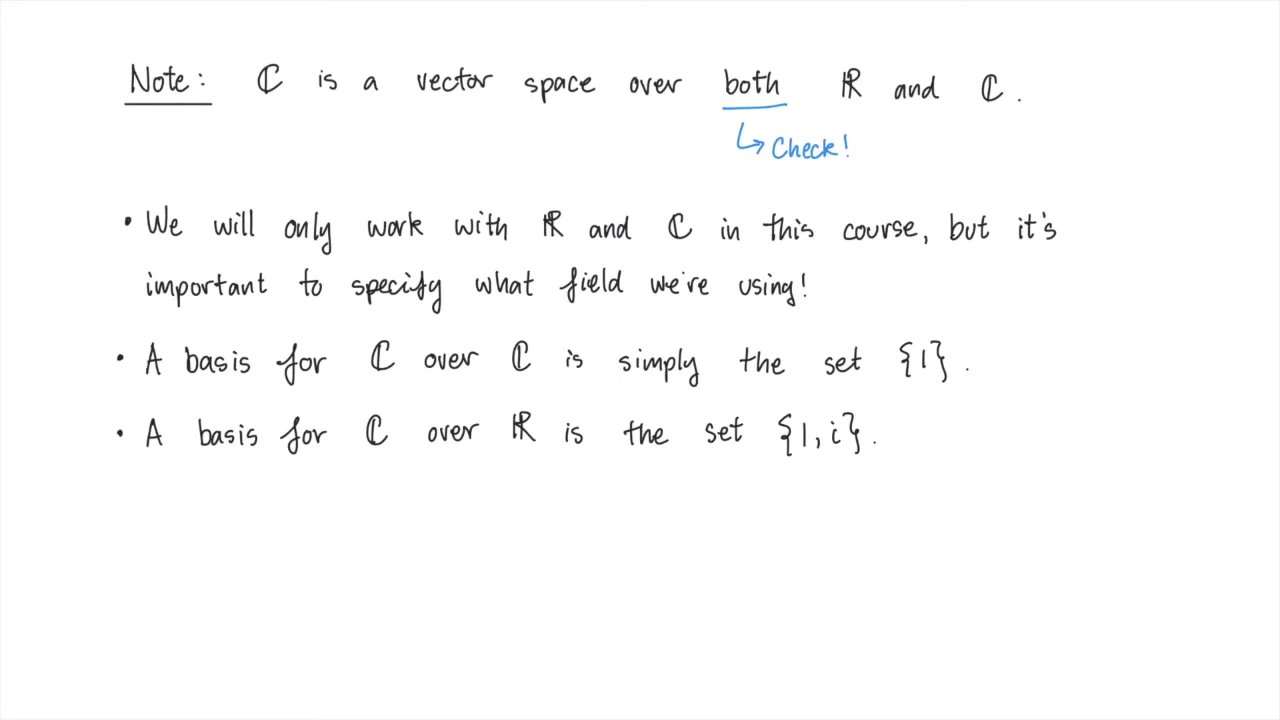 Note: ℂ is a vector space over both ℝ and ℂ.
↳ Check!
• We will only work with ℝ and ℂ in this course, but it's
important to specify what field we're using!
• A basis for ℂ over ℂ is simply the set {1}.
• A basis for ℂ over ℝ is the set {1, i}.